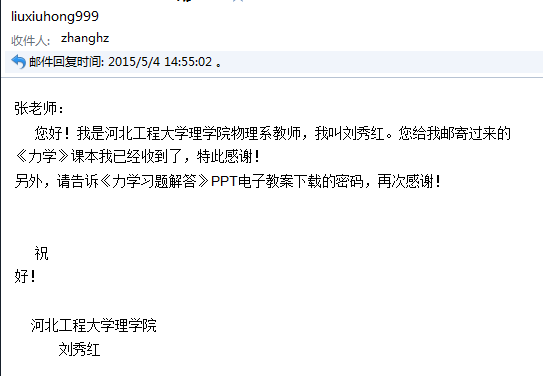 liuxiuhong999
收件人: zhanghz
邮件回复时间: 2015/5/4 14:55:02 。
张老师：
您好！我是河北工程大学理学院物理系教师，我叫刘秀红。您给我邮寄过来的
《力学》课本我已经收到了，特此感谢！
另外，请告诉《力学习题解答》PPT电子教案下载的密码，再次感谢！
祝
好！
河北工程大学理学院
刘秀红